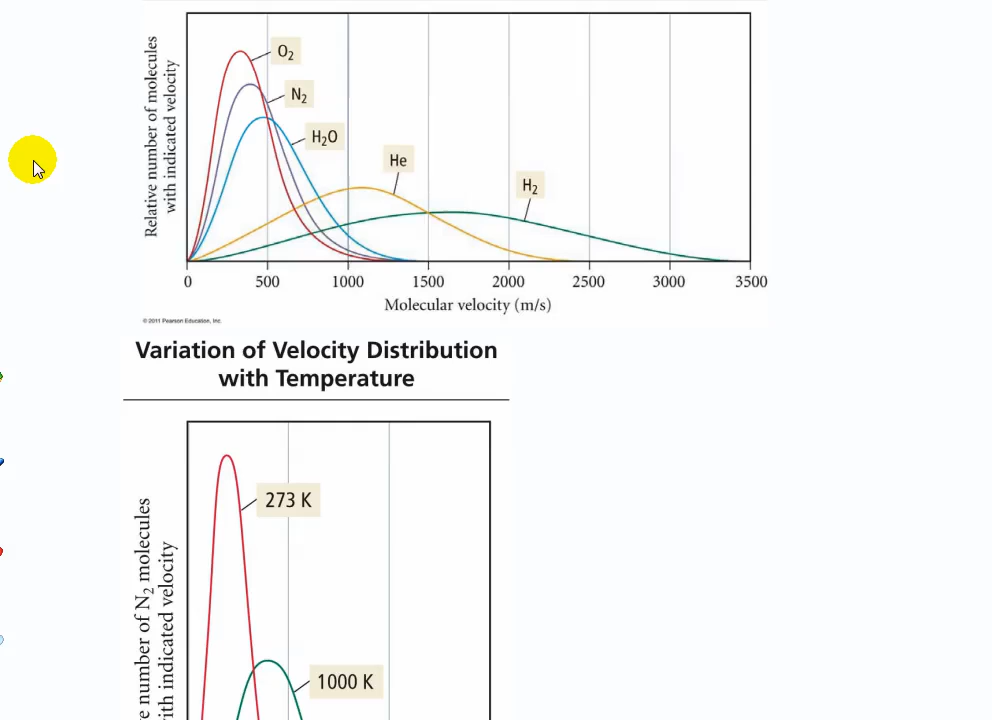 Relative number of molecules
with indicated velocity
O2
N2
H2O
He
H2
0 500 1000 1500 2000 2500 3000 3500
Molecular velocity (m/s)
© 2011 Pearson Education, Inc.
Variation of Velocity Distribution
with Temperature
273 K
1000 K
number of N2 molecules
indicated velocity